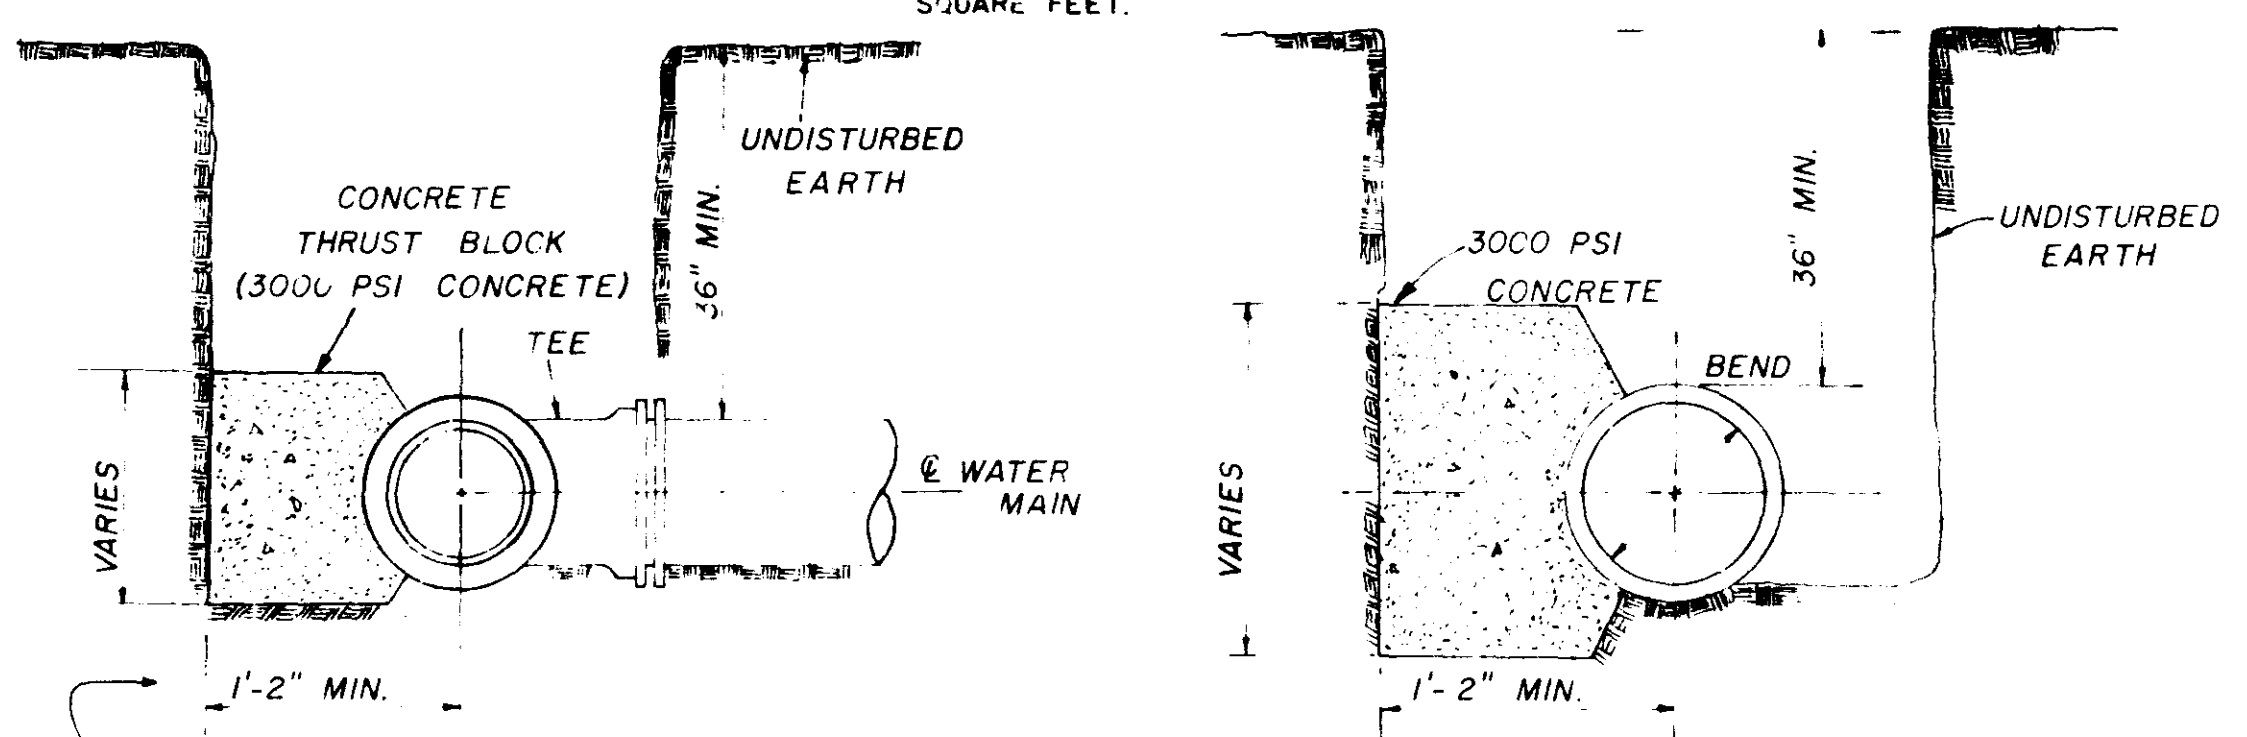 SQUARE FEET.
UNDISTURBED
EARTH
CONCRETE
THRUST BLOCK
(3000 PSI CONCRETE)
36" MIN.
TEE
VARIES
℄ WATER
MAIN
1'-2" MIN.
3000 PSI
CONCRETE
36" MIN.
UNDISTURBED
EARTH
BEND
VARIES
1'-2" MIN.